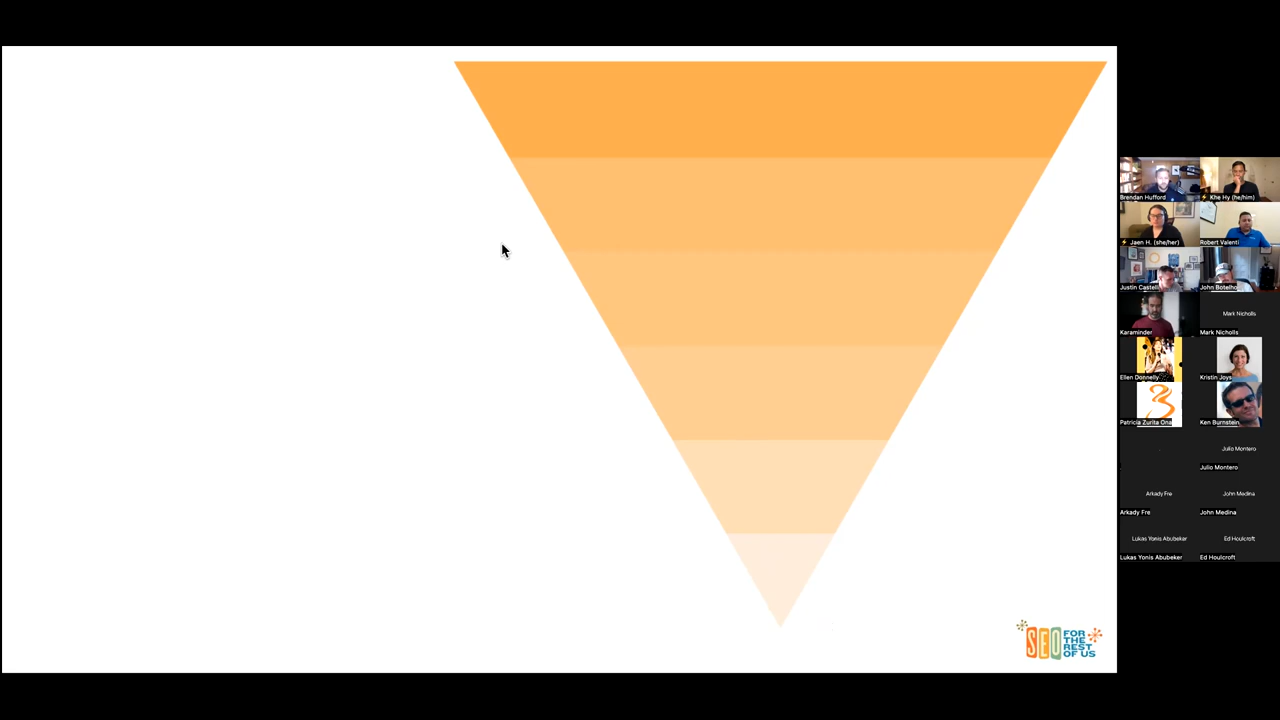 Brendan Hufford
Khe Hy (he/him)
Jaen H. (she/her)
Robert Valenti
Justin Castelli
John Botelho
Karaminder
Mark Nicholls
Mark Nicholls
Ellen Donnelly
Kristin Joys
Patricia Zurita Ona
Ken Burnstein
Julio Montero
Julio Montero
Arkady Fre
John Medina
Arkady Fre
John Medina
Lukas Yonis Abubeker
Ed Houlcroft
Lukas Yonis Abubeker
Ed Houlcroft
SEO FOR
THE
REST
OF US